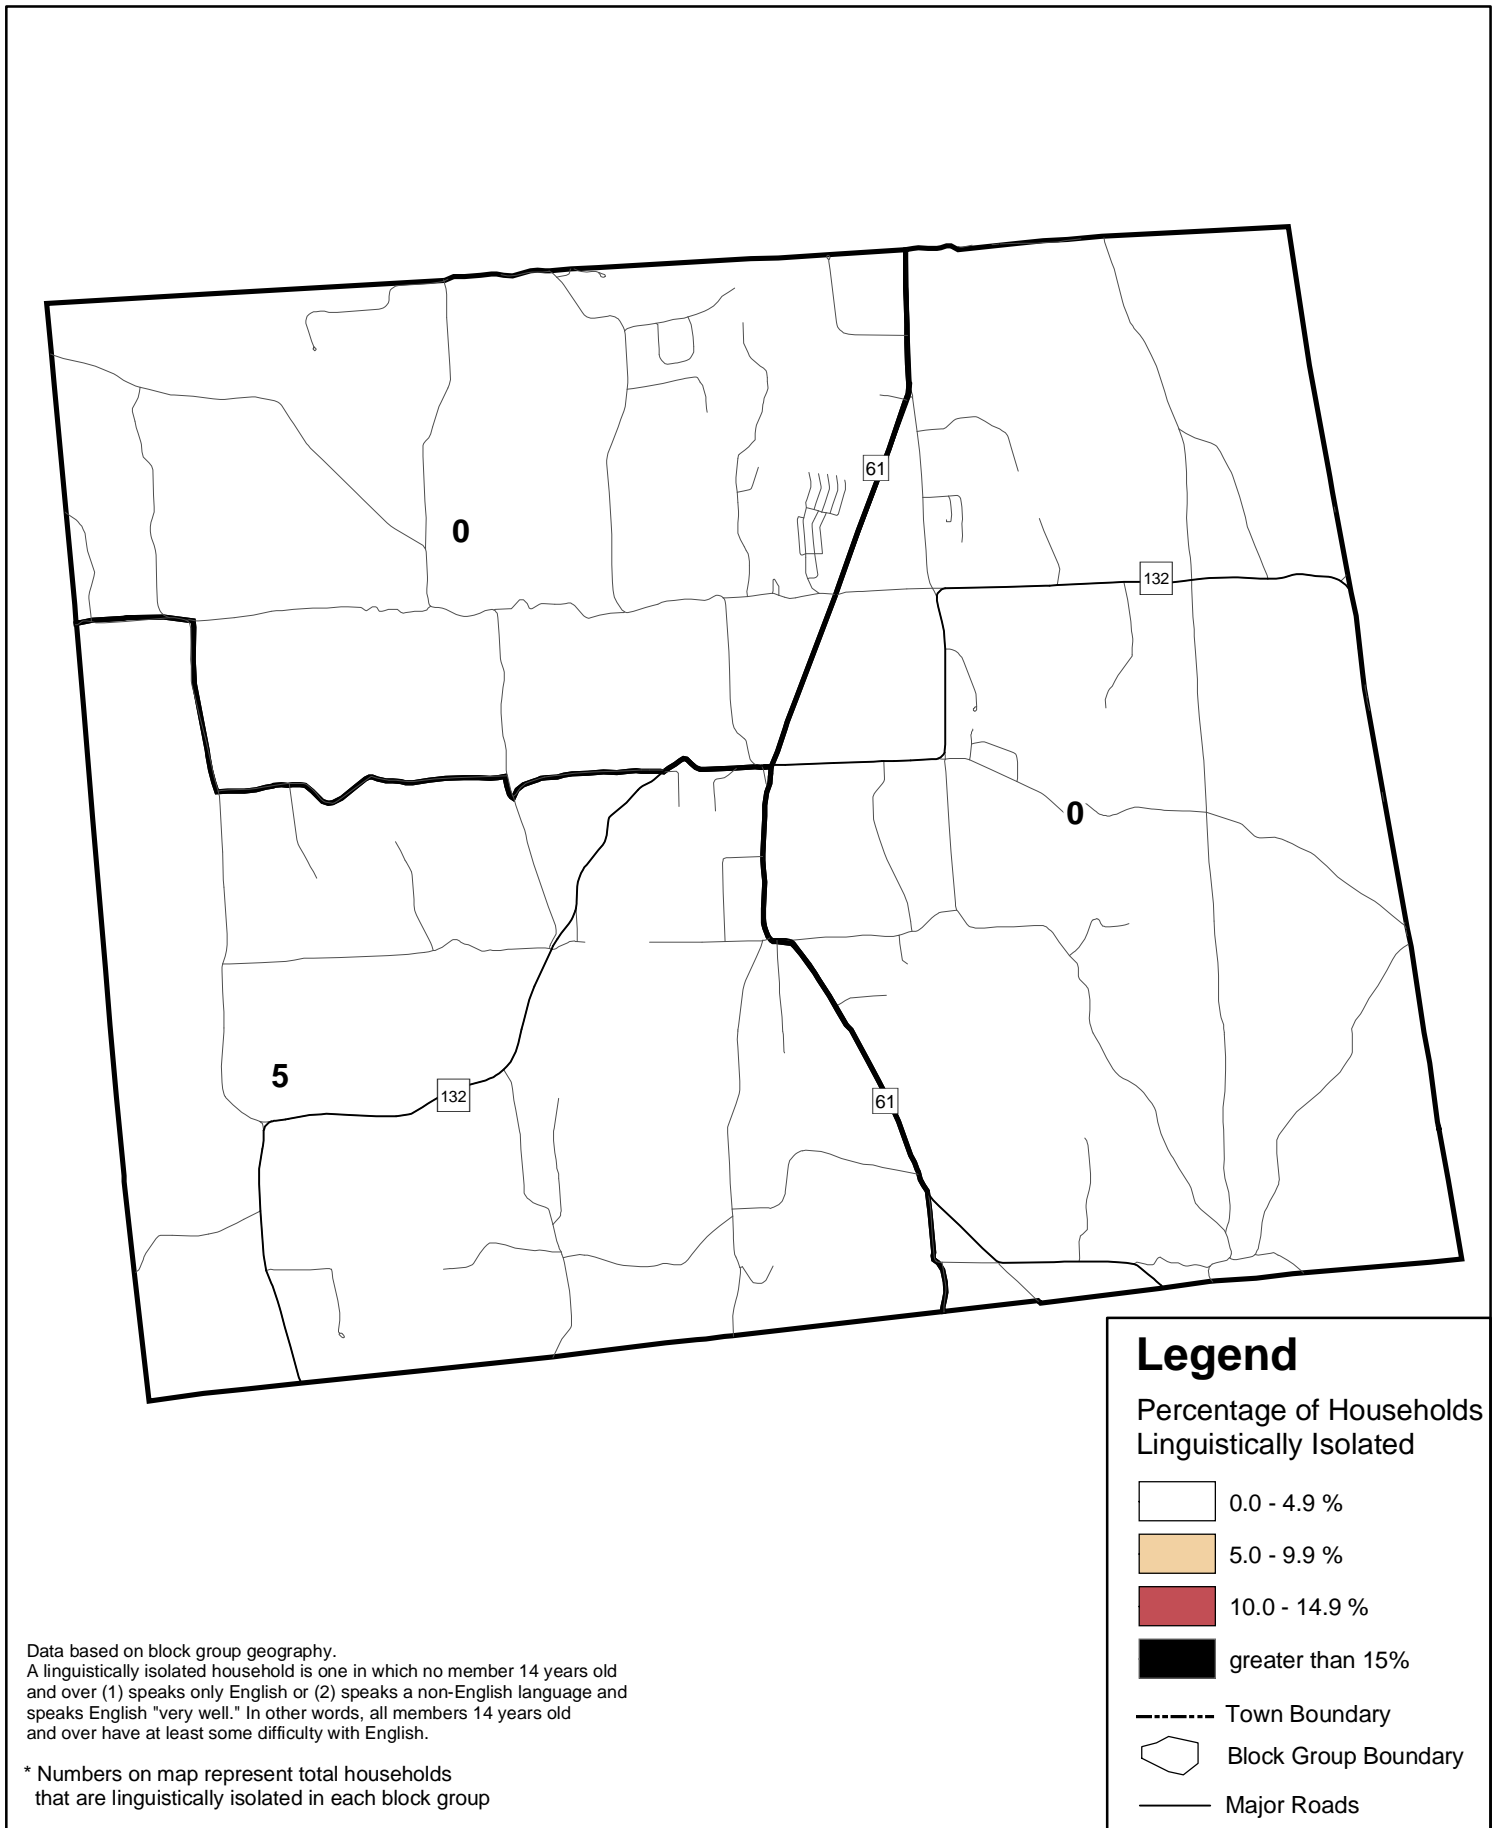 61
0
132
0
5
132
61
Legend
Percentage of Households
Linguistically Isolated
0.0 - 4.9 %
5.0 - 9.9 %
10.0 - 14.9 %
greater than 15%
Town Boundary
Block Group Boundary
Major Roads
Data based on block group geography.
A linguistically isolated household is one in which no member 14 years old
and over (1) speaks only English or (2) speaks a non-English language and
speaks English "very well." In other words, all members 14 years old
and over have at least some difficulty with English.
* Numbers on map represent total households
that are linguistically isolated in each block group